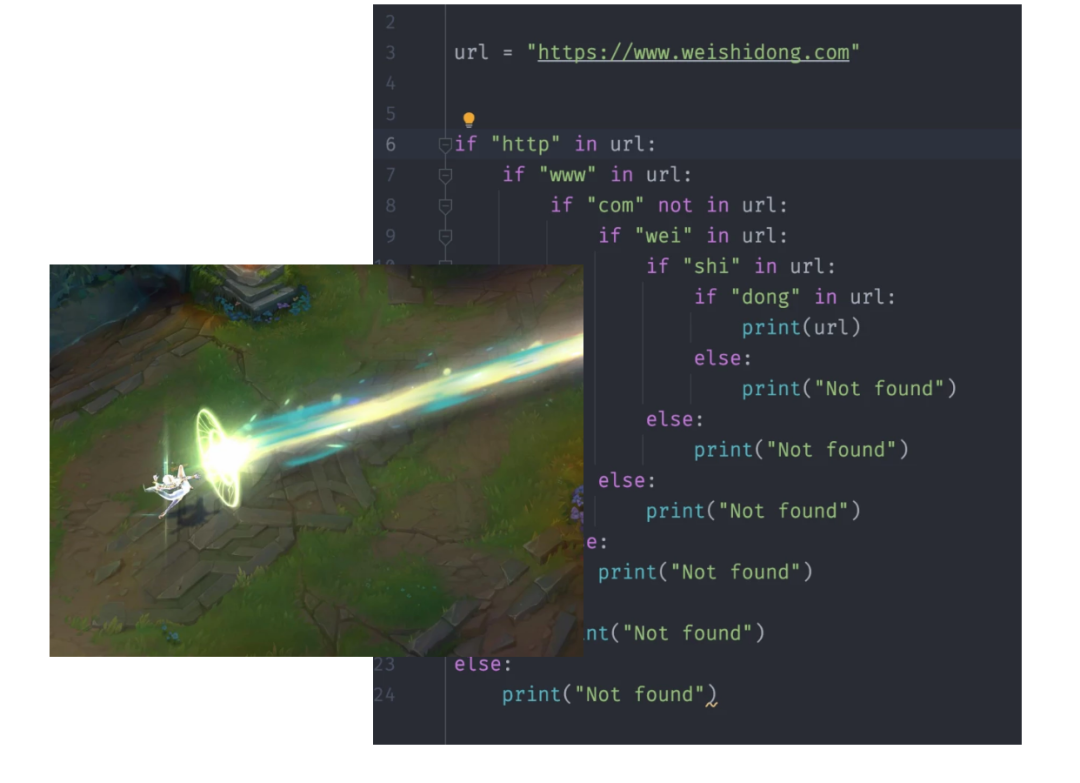 2
3 url = "https://www.weishidong.com"
4
5
6 if "http" in url:
7 if "www" in url:
8 if "com" not in url:
9 if "wei" in url:
if "shi" in url:
if "dong" in url:
print(url)
else:
print("Not found")
else:
print("Not found")
else:
print("Not found")
e:
print("Not found")
nt("Not found")
23 else:
24 print("Not found")